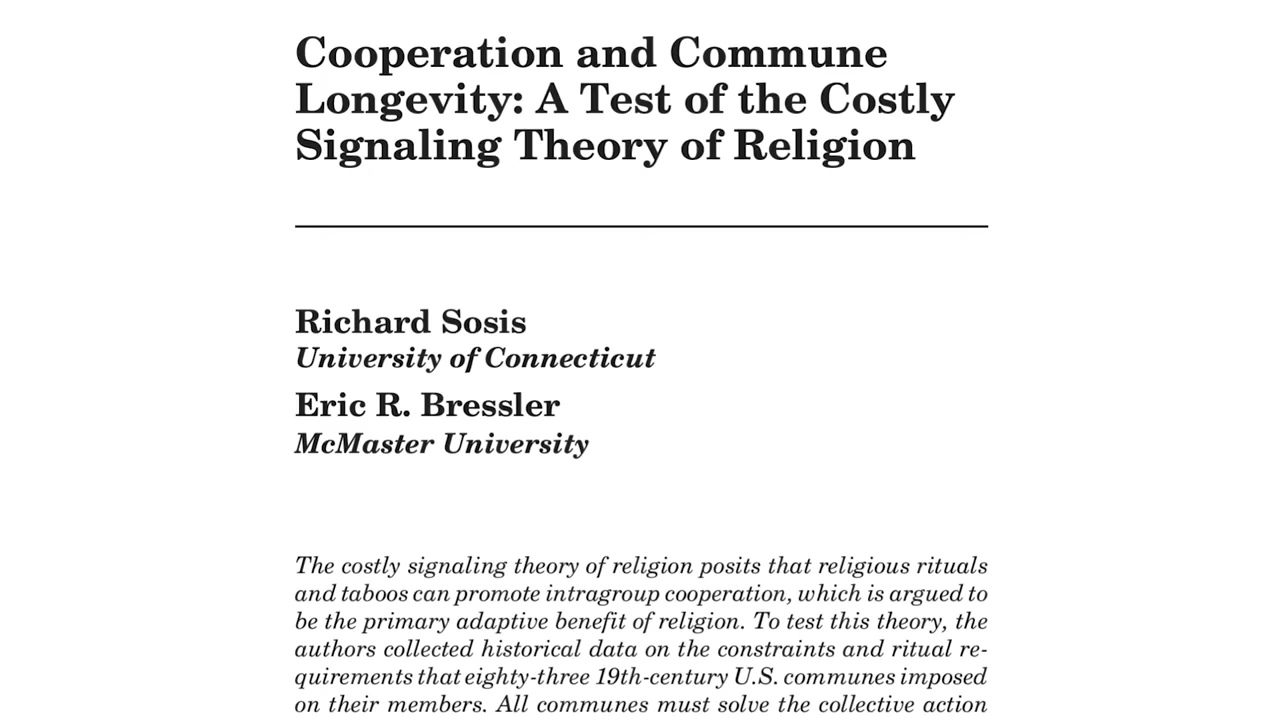 Cooperation and Commune
Longevity: A Test of the Costly
Signaling Theory of Religion
Richard Sosis
University of Connecticut
Eric R. Bressler
McMaster University
The costly signaling theory of religion posits that religious rituals
and taboos can promote intragroup cooperation, which is argued to
be the primary adaptive benefit of religion. To test this theory, the
authors collected historical data on the constraints and ritual re-
quirements that eighty-three 19th-century U.S. communes imposed
on their members. All communes must solve the collective action